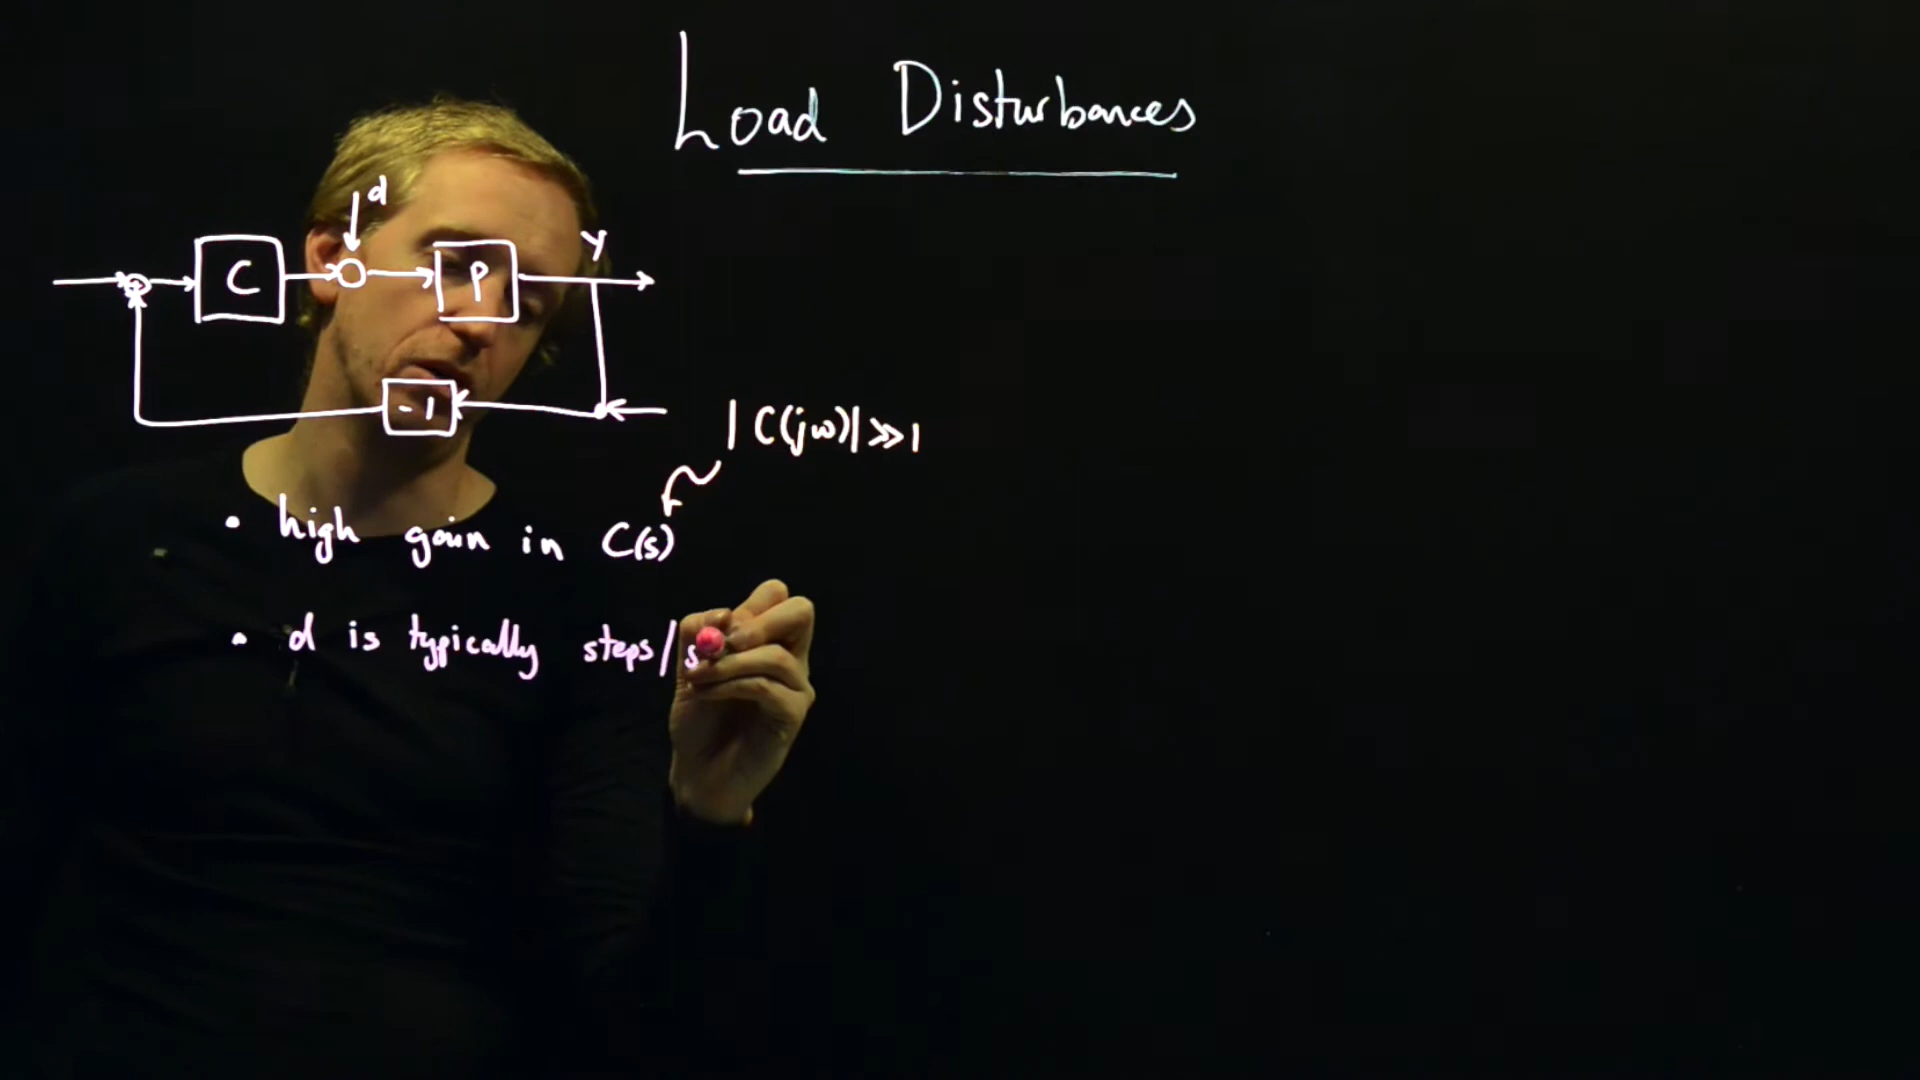 Load Disturbances
d
C
P
y
-1
|C(jω)|≫1
• high gain in C(s)
• d is typically steps/s